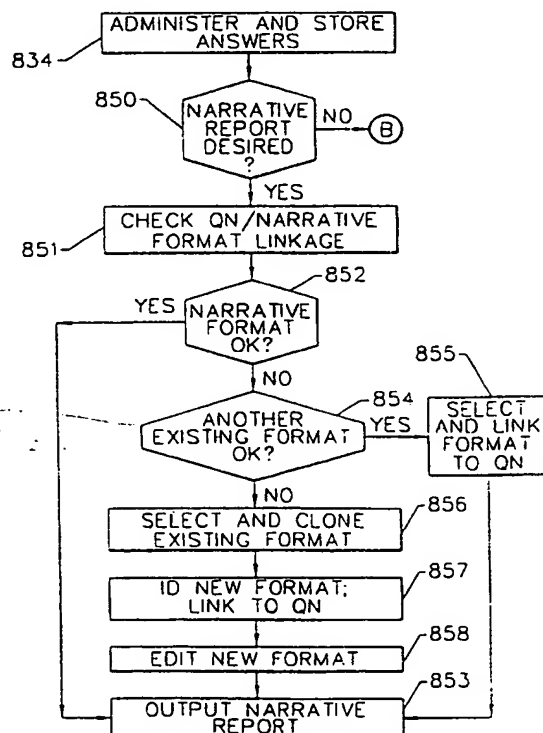 ADMINISTER AND STORE
ANSWERS
834
850
NARRATIVE
REPORT
DESIRED
?
NO
B
YES
CHECK QN/NARRATIVE
FORMAT LINKAGE
851
852
YES
NARRATIVE
FORMAT
OK?
NO
854
855
ANOTHER
EXISTING FORMAT
OK?
YES
SELECT
AND LINK
FORMAT
TO QN
NO
SELECT AND CLONE
EXISTING FORMAT
856
ID NEW FORMAT;
LINK TO QN
857
EDIT NEW FORMAT
858
OUTPUT NARRATIVE
REPORT
853